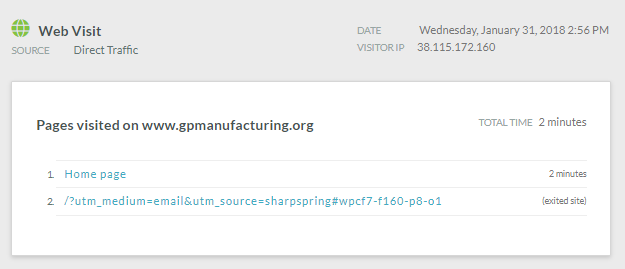 Web Visit
SOURCE Direct Traffic
DATE Wednesday, January 31, 2018 2:56 PM
VISITOR IP 38.115.172.160
Pages visited on www.gpmanufacturing.org
TOTAL TIME 2 minutes
1. Home page 2 minutes
2. /?utm_medium=email&utm_source=sharpspring#wpcf7-f160-p8-o1 (exited site)